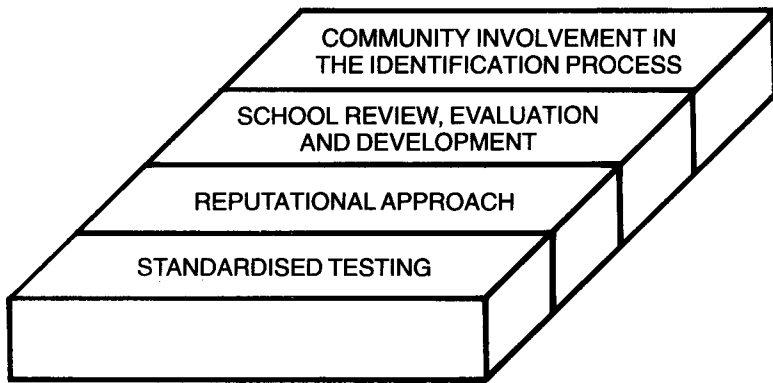 COMMUNITY INVOLVEMENT IN
THE IDENTIFICATION PROCESS
SCHOOL REVIEW, EVALUATION
AND DEVELOPMENT
REPUTATIONAL APPROACH
STANDARDISED TESTING